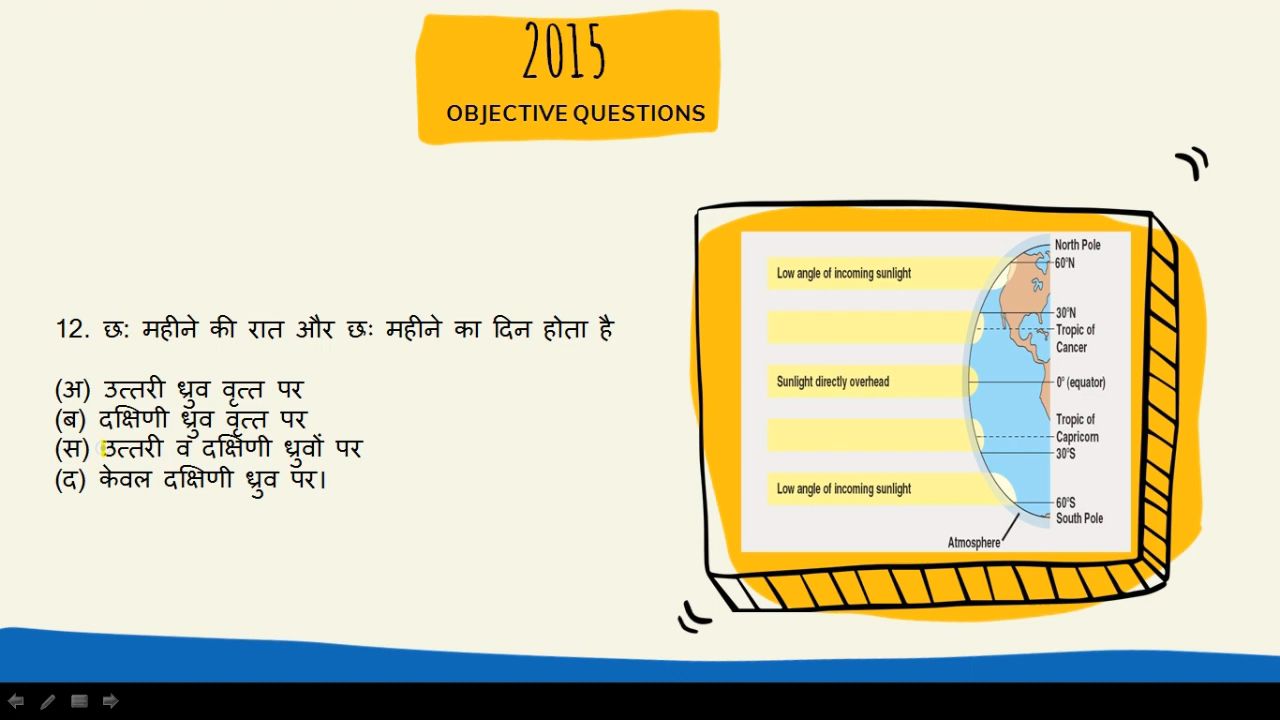 2015
OBJECTIVE QUESTIONS
12. छ: महीने की रात और छः महीने का दिन होता है
(अ) उत्तरी ध्रुव वृत्त पर
(ब) दक्षिणी ध्रुव वृत्त पर
(स) उत्तरी व दक्षिणी ध्रुवों पर
(द) केवल दक्षिणी ध्रुव पर।
North Pole
Low angle of incoming sunlight
60°N
30°N
Tropic of
Cancer
Sunlight directly overhead
0° (equator)
Tropic of
Capricorn
30°S
Low angle of incoming sunlight
60°S
South Pole
Atmosphere